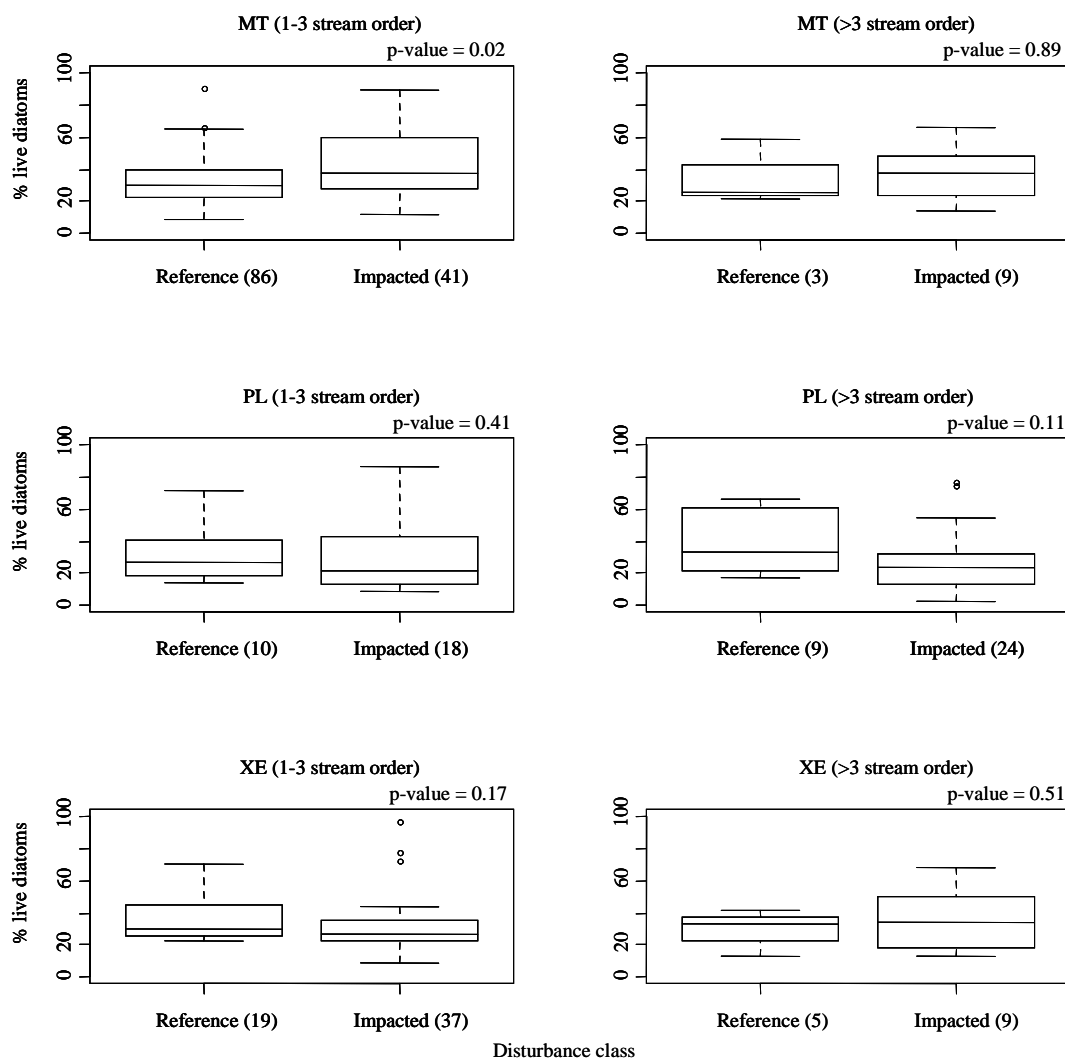 MT (1-3 stream order)
p-value = 0.02
% live diatoms
0 20 60 100
Reference (86) Impacted (41)
MT (>3 stream order)
p-value = 0.89
0 20 60 100
Reference (3) Impacted (9)
PL (1-3 stream order)
p-value = 0.41
% live diatoms
0 20 60 100
Reference (10) Impacted (18)
PL (>3 stream order)
p-value = 0.11
0 20 60 100
Reference (9) Impacted (24)
XE (1-3 stream order)
p-value = 0.17
% live diatoms
0 20 60 100
Reference (19) Impacted (37)
XE (>3 stream order)
p-value = 0.51
0 20 60 100
Reference (5) Impacted (9)
Disturbance class